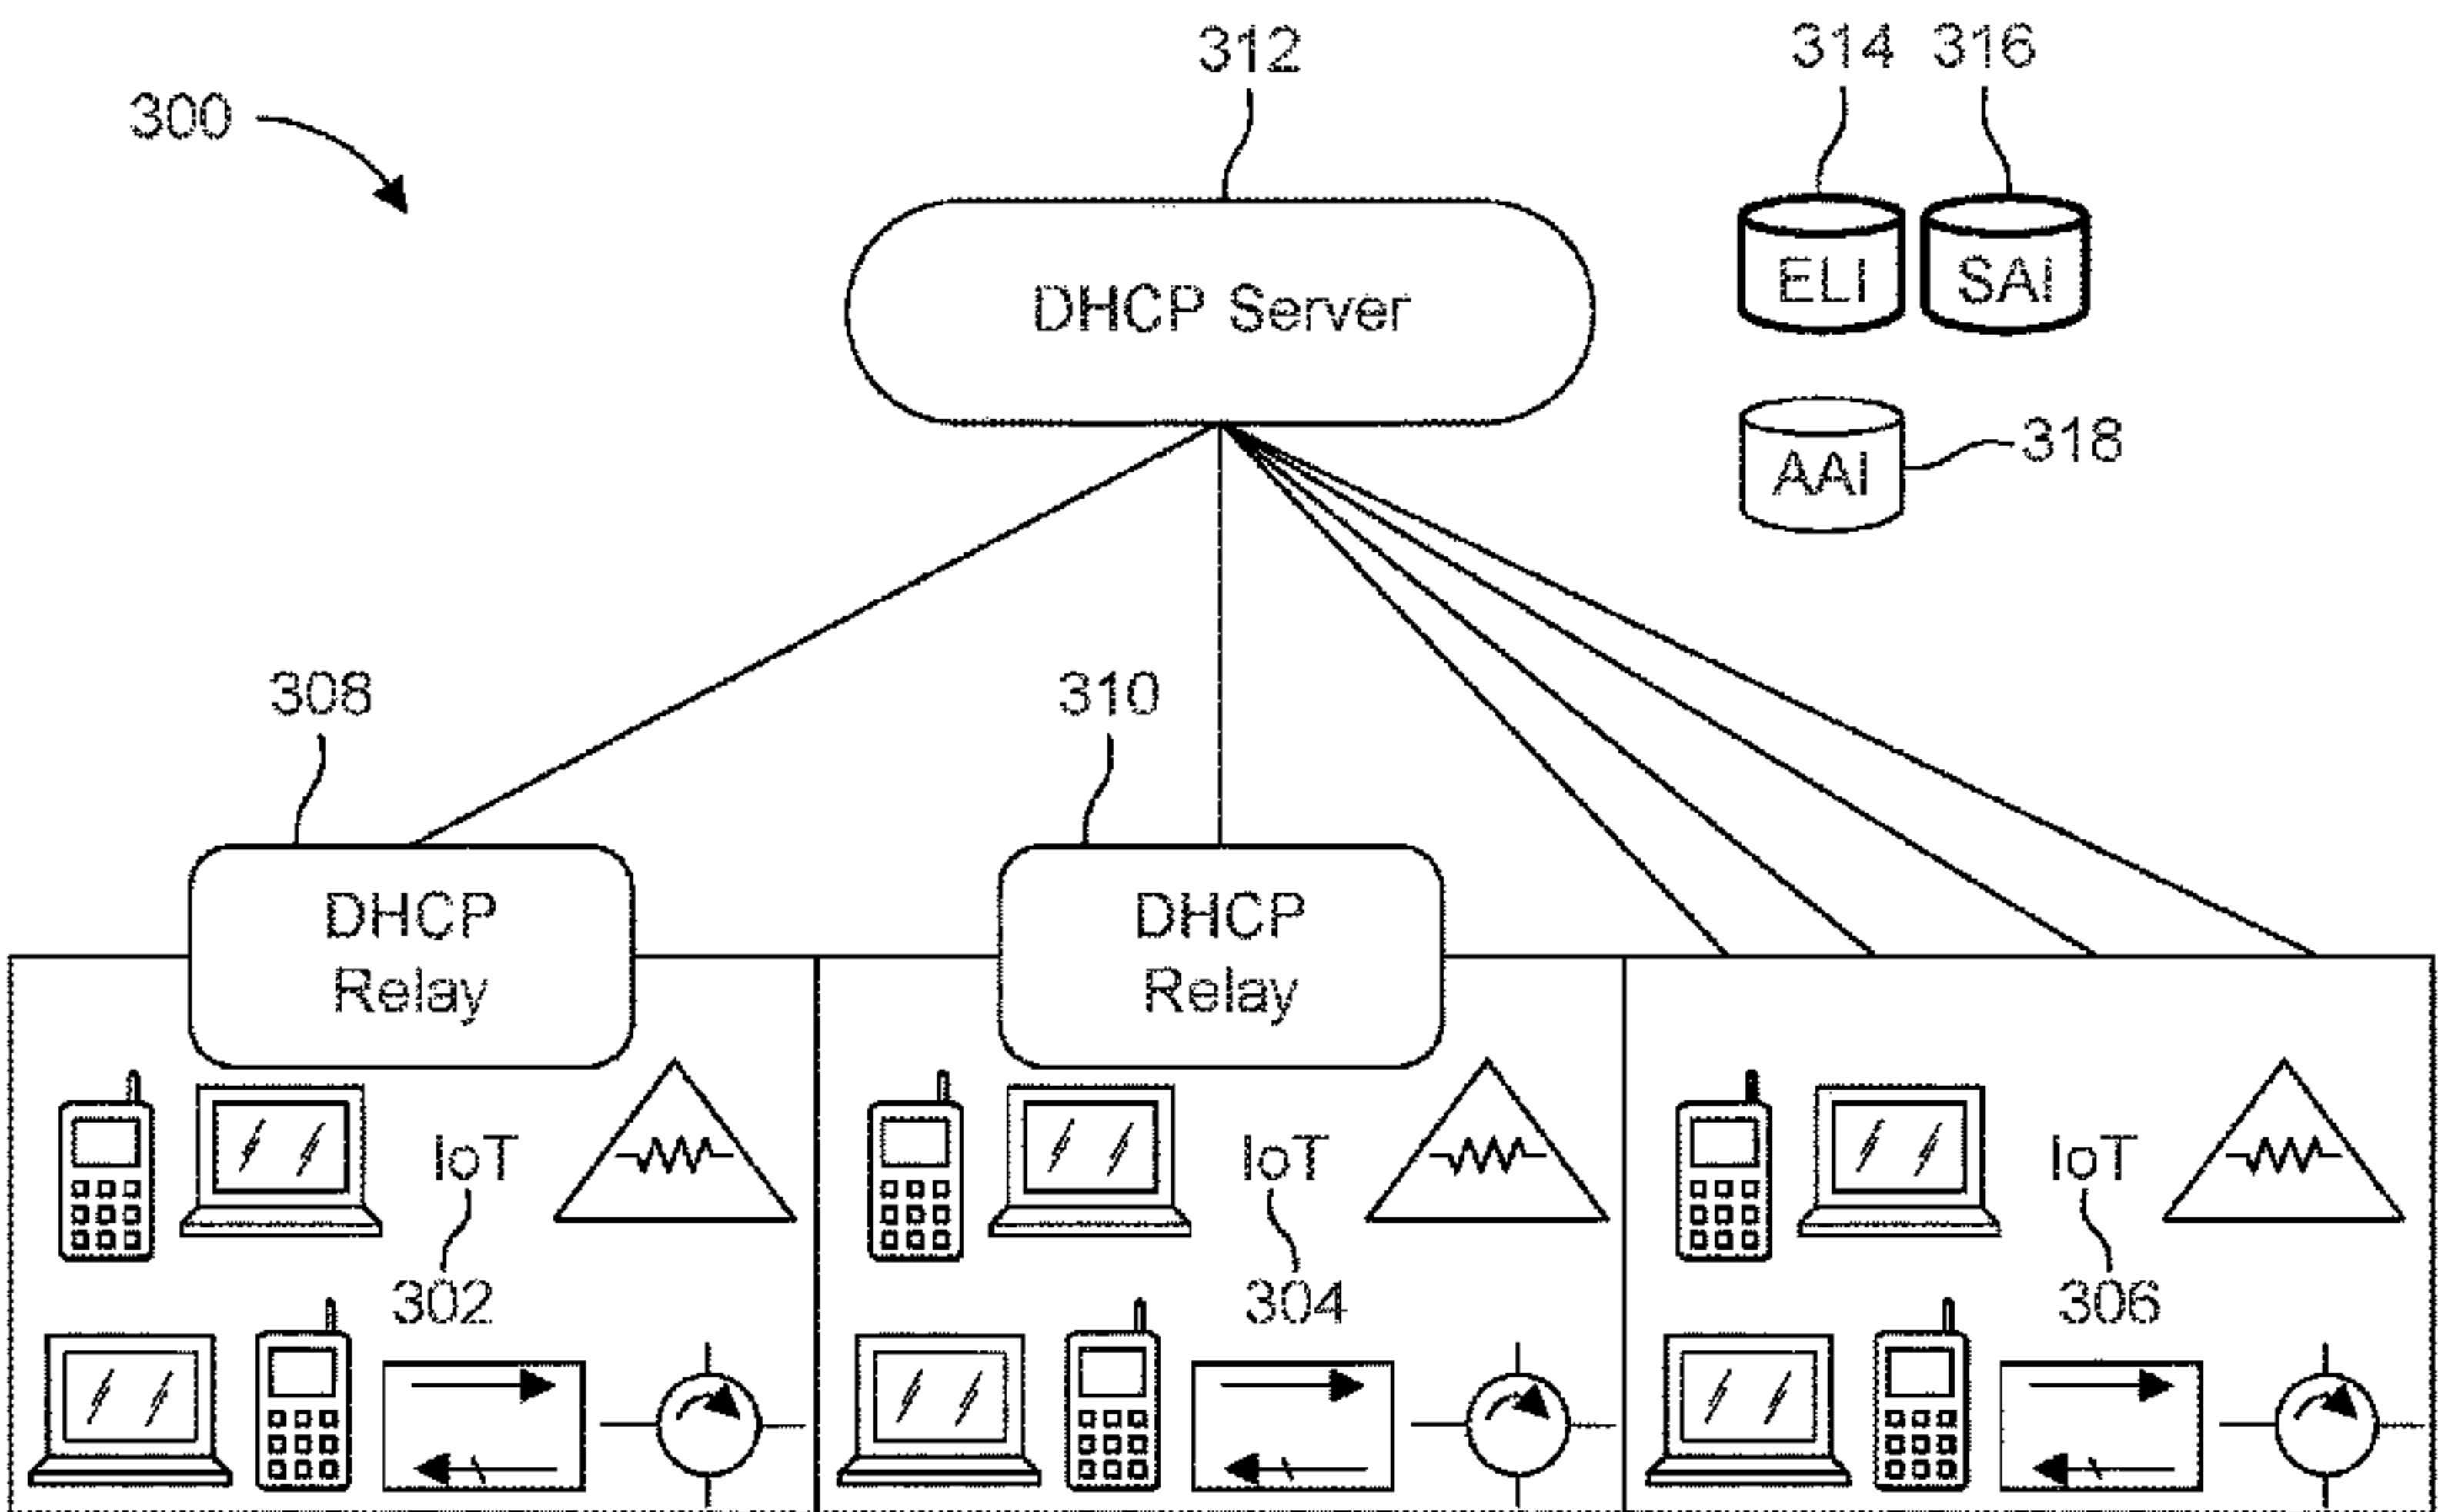 312
314 316
300
ELI SAI
DHCP Server
AAI 318
308 310
DHCP
Relay
DHCP
Relay
IoT IoT IoT
302 304 306